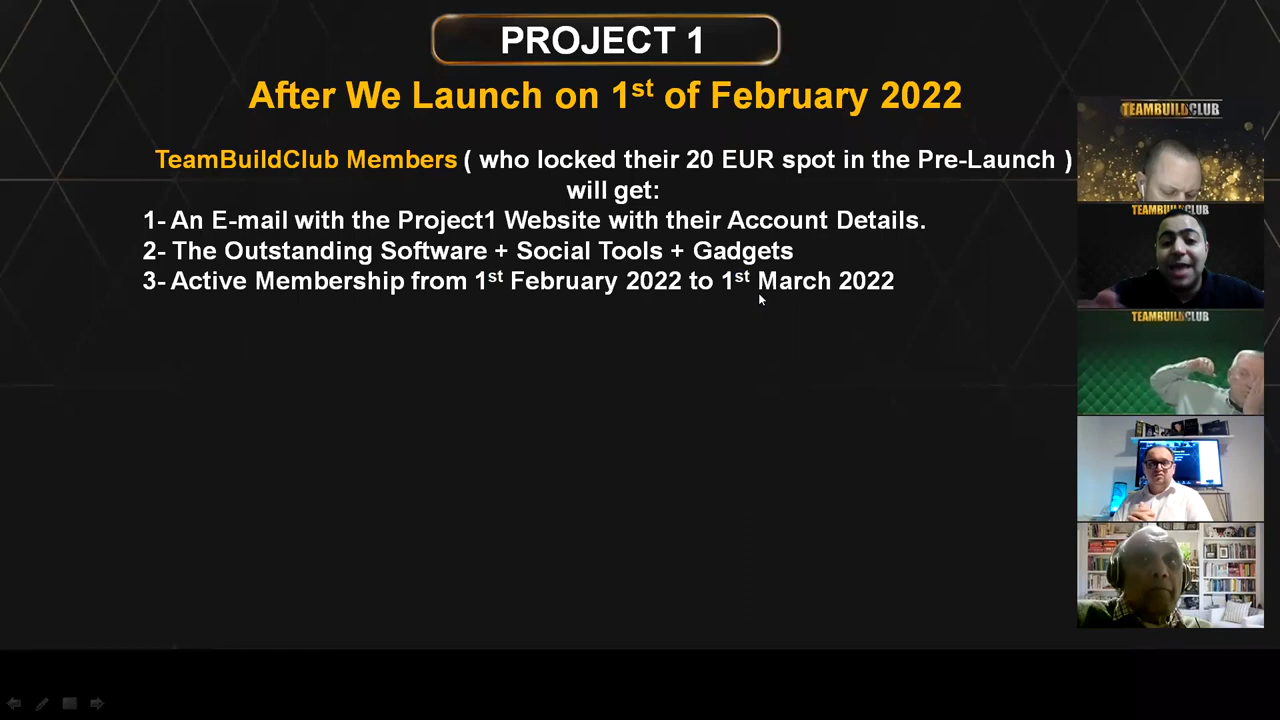 PROJECT 1
After We Launch on 1st of February 2022
TeamBuildClub Members ( who locked their 20 EUR spot in the Pre-Launch )
will get:
1- An E-mail with the Project1 Website with their Account Details.
2- The Outstanding Software + Social Tools + Gadgets
3- Active Membership from 1st February 2022 to 1st March 2022
TEAMBUILDCLUB
TEAMBUILDCLUB
TEAMBUILDCLUB